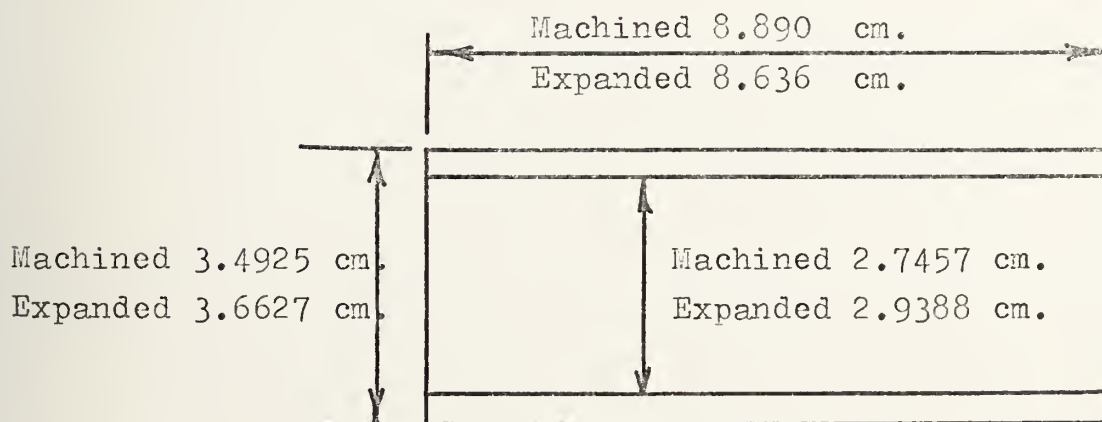 Machined 8.890 cm.
Expanded 8.636 cm.
Machined 3.4925 cm.
Expanded 3.6627 cm.
Machined 2.7457 cm.
Expanded 2.9388 cm.